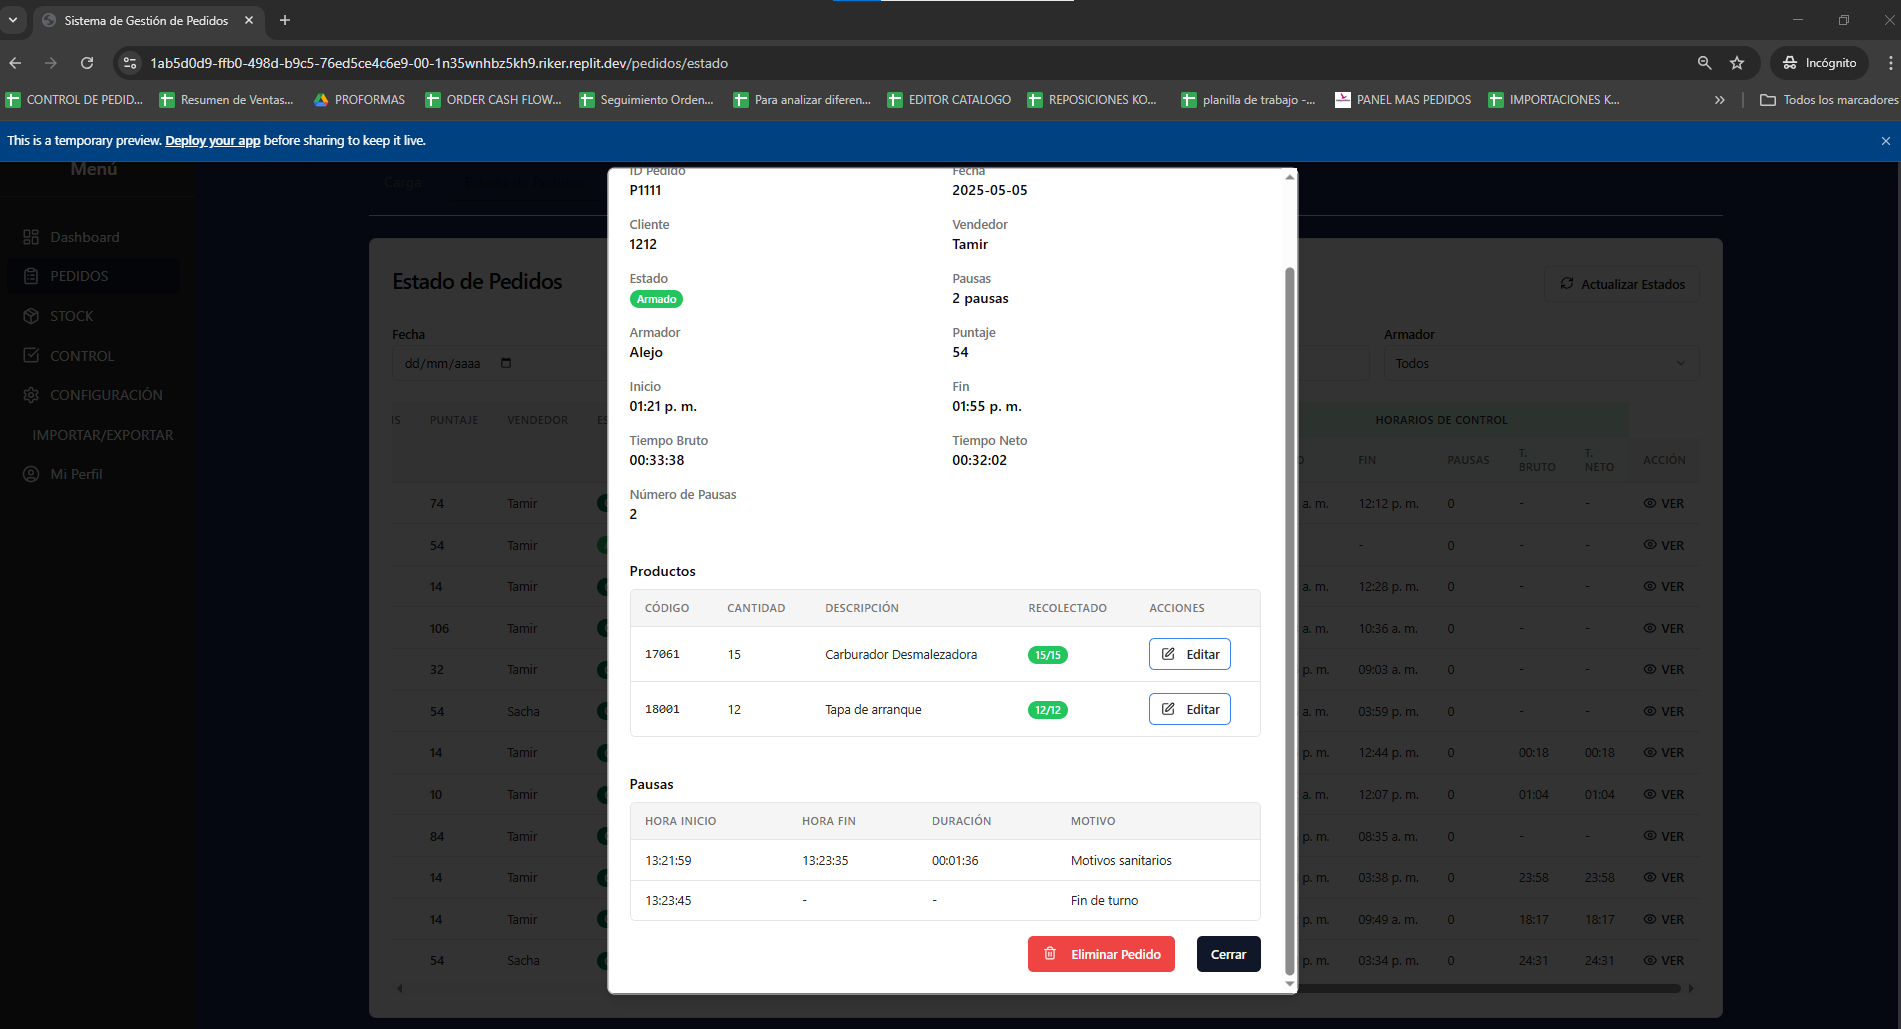 Sistema de Gestión de Pedidos
1ab5d0d9-ffb0-498d-b9c5-76ed5ce4c6e9-00-1n35wnhbz5kh9.riker.replit.dev/pedidos/estado
Incógnito
CONTROL DE PEDID...
Resumen de Ventas...
PROFORMAS
ORDER CASH FLOW...
Seguimiento Orden...
Para analizar diferen...
EDITOR CATALOGO
REPOSICIONES KO...
planilla de trabajo -...
PANEL MAS PEDIDOS
IMPORTACIONES K...
Todos los marcadores
This is a temporary preview. Deploy your app before sharing to keep it live.
Menú
Dashboard
PEDIDOS
STOCK
CONTROL
CONFIGURACIÓN
IMPORTAR/EXPORTAR
Mi Perfil
Carga
Estado de Pedidos
Actualizar Estados
Fecha
dd/mm/aaaa
Armador
Todos
IS PUNTAJE VENDEDOR ES
HORARIOS DE CONTROL
O FIN PAUSAS T. BRUTO T. NETO ACCIÓN
74 Tamir a. m. 12:12 p. m. 0 - - VER
54 Tamir - 0 - - VER
14 Tamir a. m. 12:28 p. m. 0 - - VER
106 Tamir a. m. 10:36 a. m. 0 - - VER
32 Tamir p. m. 09:03 a. m. 0 - - VER
54 Sacha a. m. 03:59 p. m. 0 - - VER
14 Tamir p. m. 12:44 p. m. 0 00:18 00:18 VER
10 Tamir a. m. 12:07 p. m. 0 01:04 01:04 VER
84 Tamir p. m. 08:35 a. m. 0 - - VER
14 Tamir p. m. 03:38 p. m. 0 23:58 23:58 VER
14 Tamir p. m. 09:49 a. m. 0 18:17 18:17 VER
54 Sacha p. m. 03:34 p. m. 0 24:31 24:31 VER
ID Pedido
P1111
Fecha
2025-05-05
Cliente
1212
Vendedor
Tamir
Estado
Armado
Pausas
2 pausas
Armador
Alejo
Puntaje
54
Inicio
01:21 p. m.
Fin
01:55 p. m.
Tiempo Bruto
00:33:38
Tiempo Neto
00:32:02
Número de Pausas
2
Productos
CÓDIGO CANTIDAD DESCRIPCIÓN RECOLECTADO ACCIONES
17061 15 Carburador Desmalezadora 15/15 Editar
18001 12 Tapa de arranque 12/12 Editar
Pausas
HORA INICIO HORA FIN DURACIÓN MOTIVO
13:21:59 13:23:35 00:01:36 Motivos sanitarios
13:23:45 - - Fin de turno
Eliminar Pedido
Cerrar